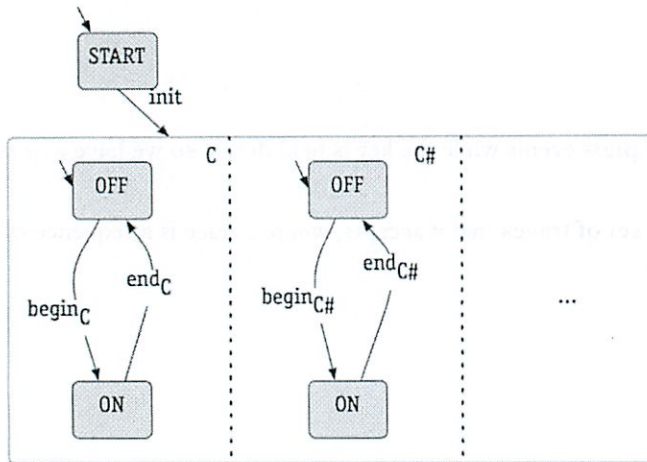 START
init
C
C#
OFF
OFF
end_C
end_C#
begin_C
begin_C#
...
ON
ON